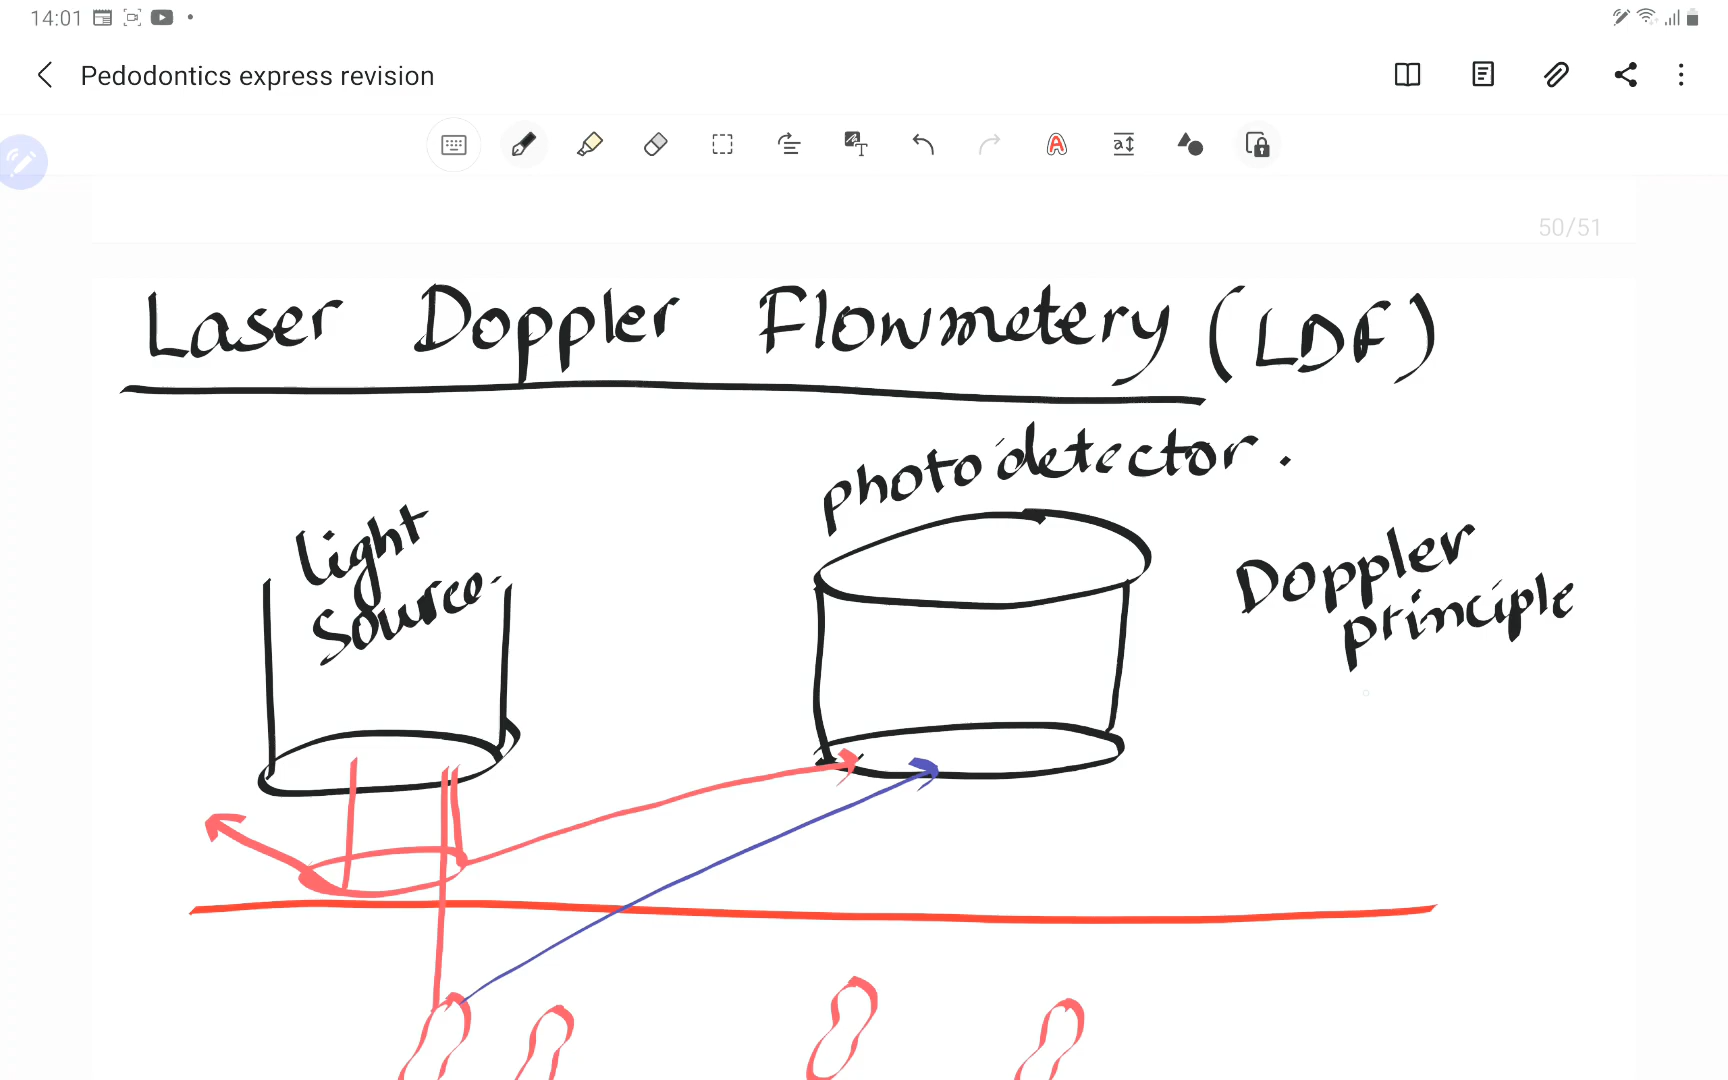 14:01
Pedodontics express revision
50/51
Laser Doppler Flowmetery (LDF)
photodetector.
light
source
Doppler
principle